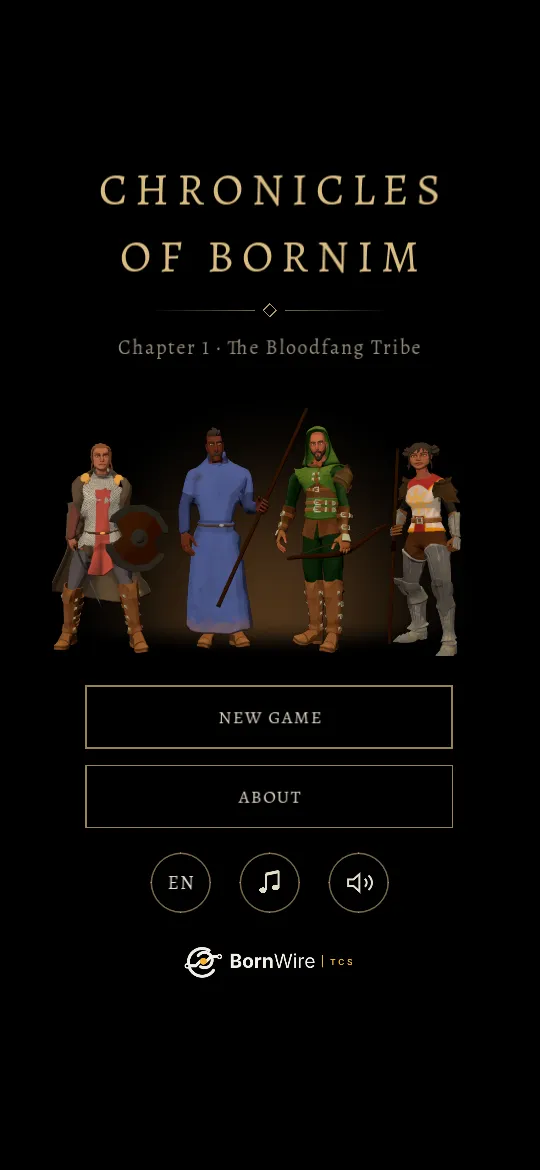 CHRONICLES
OF BORNIM
Chapter 1 · The Bloodfang Tribe
NEW GAME
ABOUT
EN
BornWire | TCS